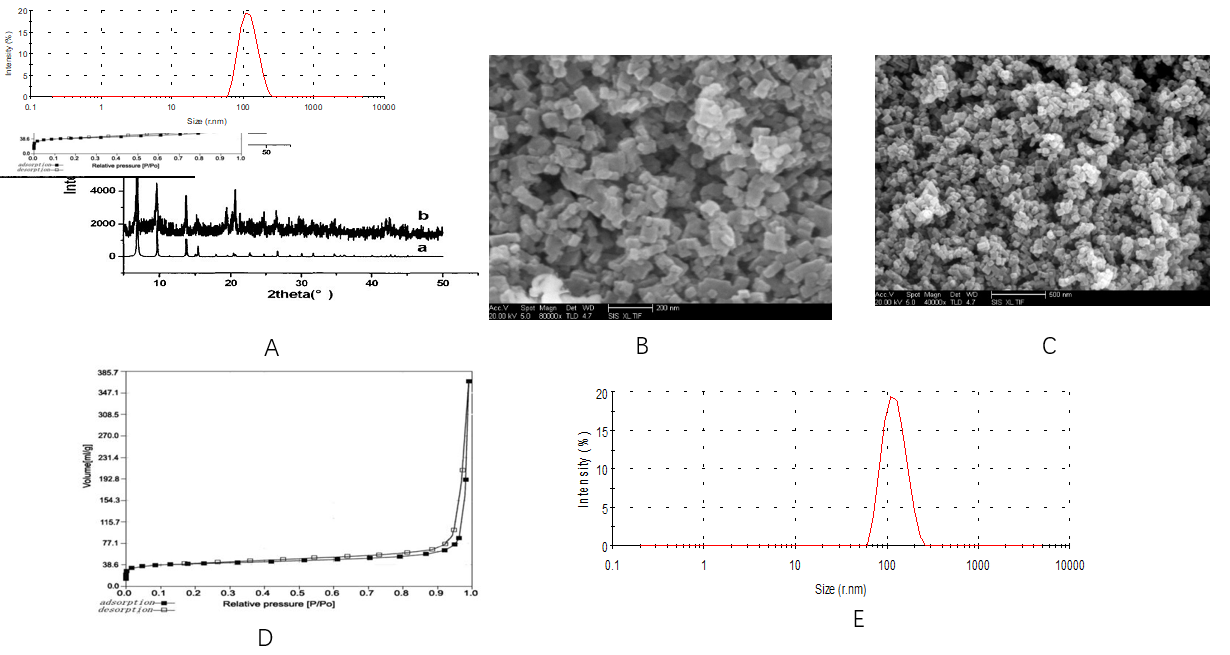 20
15
10
5
0
Intensity (%)
0.1 1 10 100 1000 10000
Size (r.nm)
38.6
0.0
0.0 0.1 0.2 0.3 0.4 0.5 0.6 0.7 0.8 0.9 1.0
Relative pressure [P/Po]
adsorption
desorption
50
Inte
4000
2000
0
b
a
10 20 30 40 50
2theta(°)
A
Acc.V Spot Magn Det WD 200 nm
20.00 kV 5.0 80000x TLD 4.7 SIS XL TIF
B
Acc.V Spot Magn Det WD 500 nm
20.00 kV 5.0 40000x TLD 4.7 SIS XL TIF
C
385.7
347.1
308.5
270.0
231.4
192.8
154.3
115.7
77.1
38.6
0.0
Volume[ml/g]
0.0 0.1 0.2 0.3 0.4 0.5 0.6 0.7 0.8 0.9 1.0
adsorption
desorption
Relative pressure [P/Po]
D
20
15
10
5
0
Intensity (%)
0.1 1 10 100 1000 10000
Size (r.nm)
E